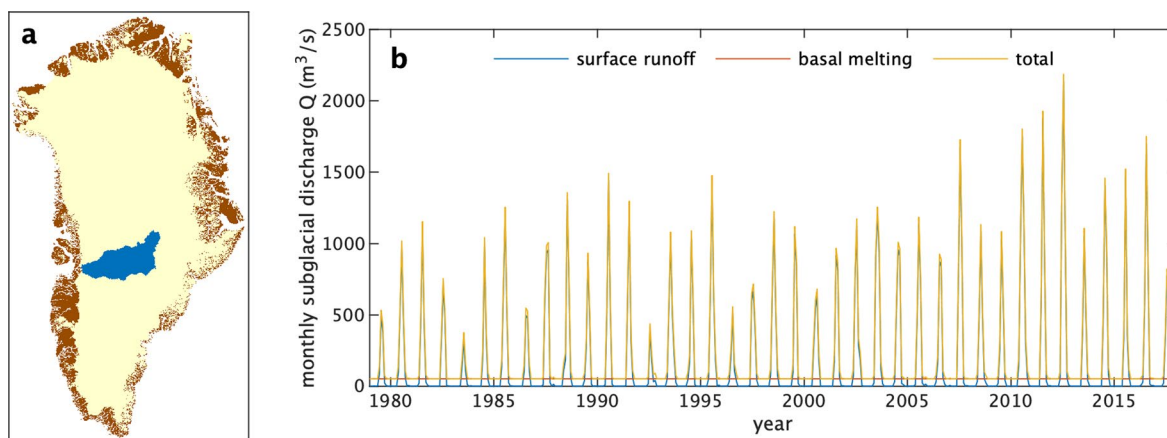 a
b
surface runoff basal melting total
monthly subglacial discharge Q (m³/s)
2500
2000
1500
1000
500
0
1980 1985 1990 1995 2000 2005 2010 2015
year